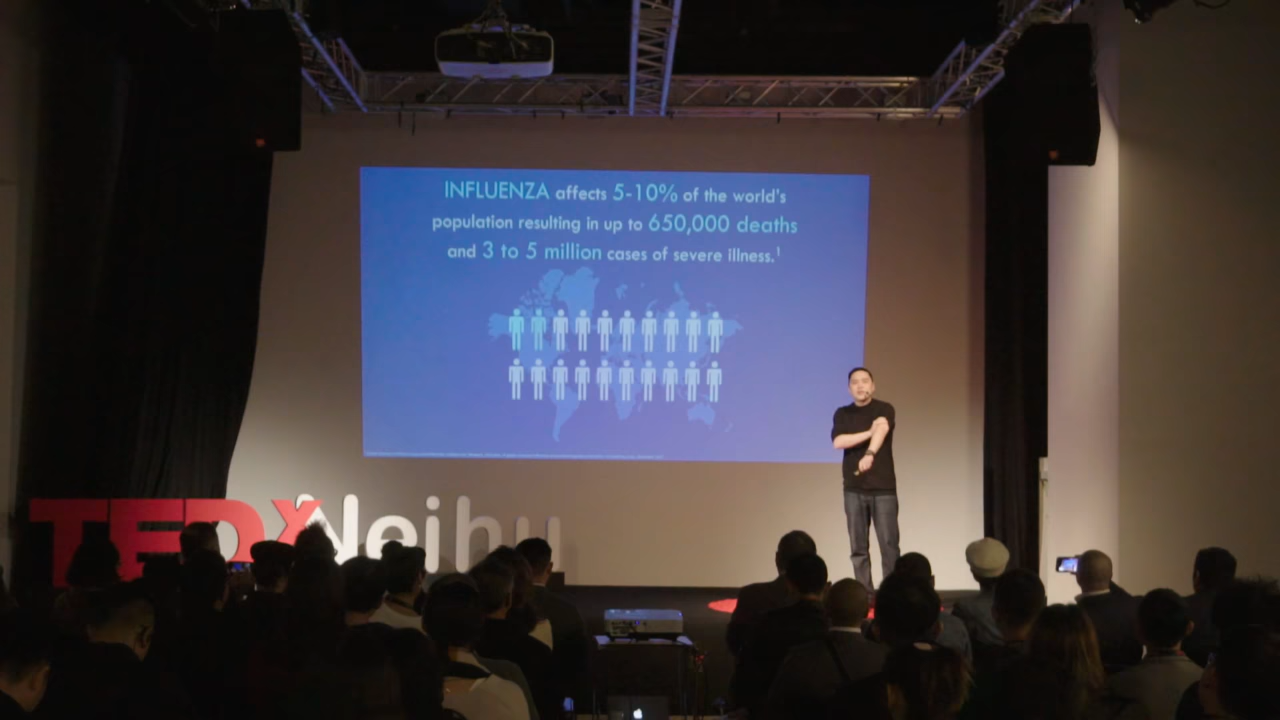 INFLUENZA affects 5-10% of the world's
population resulting in up to 650,000 deaths
and 3 to 5 million cases of severe illness.¹
TEDxNeihu